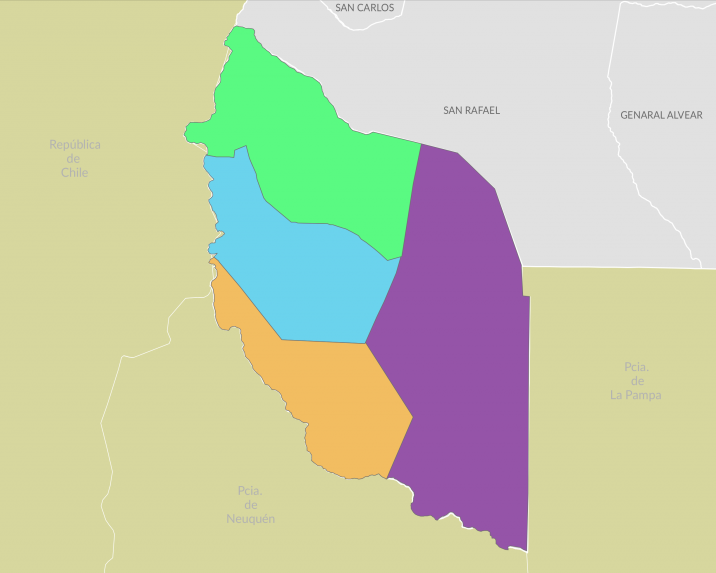 SAN CARLOS
SAN RAFAEL
GENARAL ALVEAR
República
de
Chile
Pcia.
de
La Pampa
Pcia.
de
Neuquén